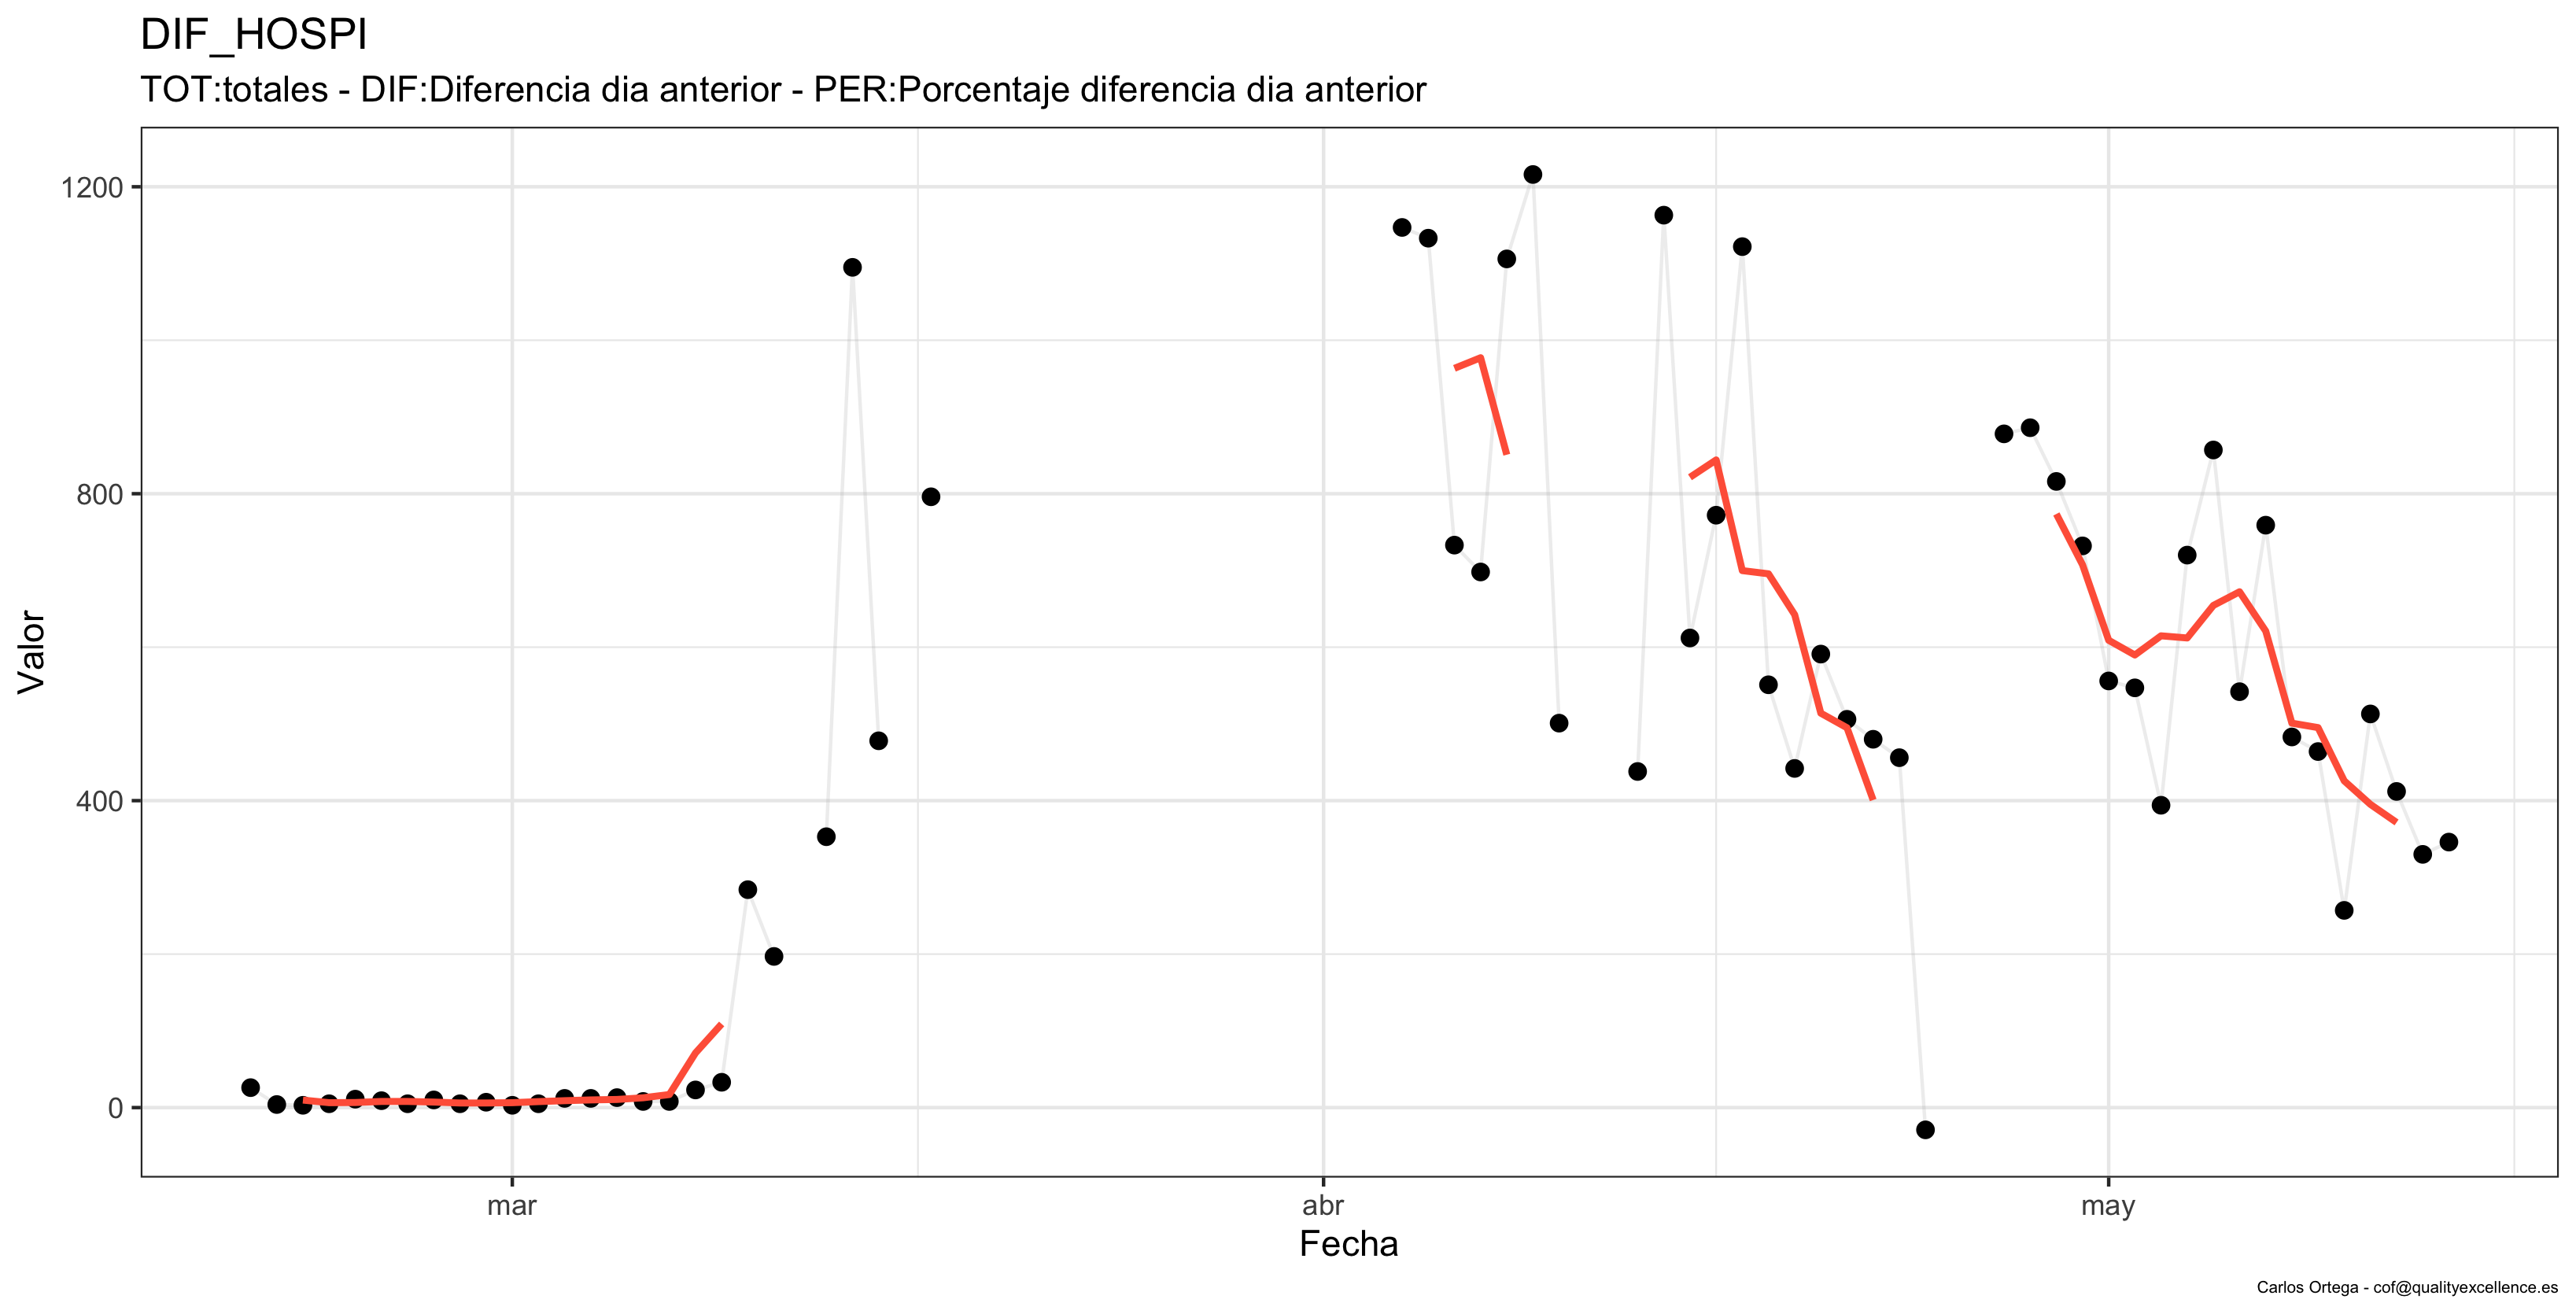 DIF_HOSPI
TOT:totales - DIF:Diferencia dia anterior - PER:Porcentaje diferencia dia anterior
Valor
1200
800
400
0
mar
abr
may
Fecha
Carlos Ortega - cof@qualityexcellence.es